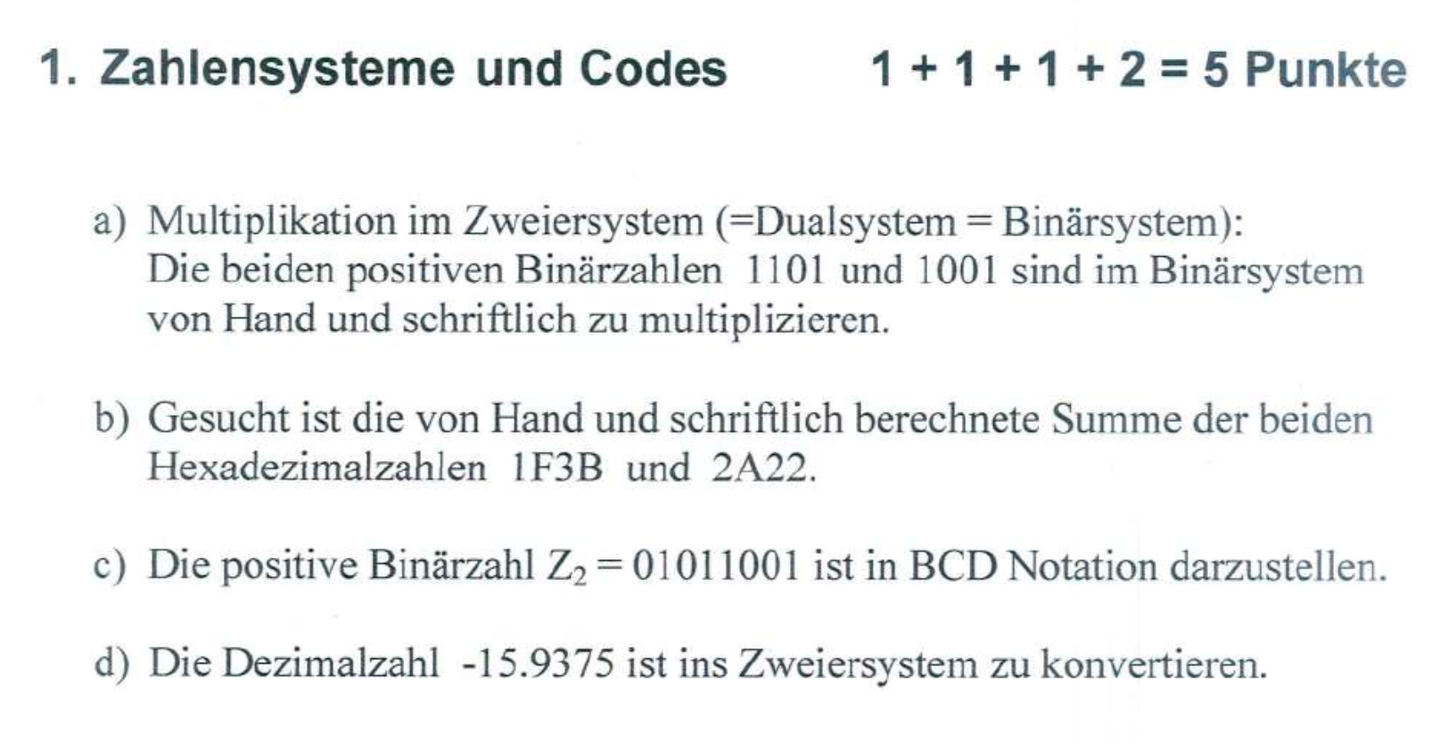 1. Zahlensysteme und Codes 1 + 1 + 1 + 2 = 5 Punkte
a) Multiplikation im Zweiersystem (=Dualsystem = Binärsystem):
Die beiden positiven Binärzahlen 1101 und 1001 sind im Binärsystem
von Hand und schriftlich zu multiplizieren.
b) Gesucht ist die von Hand und schriftlich berechnete Summe der beiden
Hexadezimalzahlen 1F3B und 2A22.
c) Die positive Binärzahl Z₂ = 01011001 ist in BCD Notation darzustellen.
d) Die Dezimalzahl -15.9375 ist ins Zweiersystem zu konvertieren.